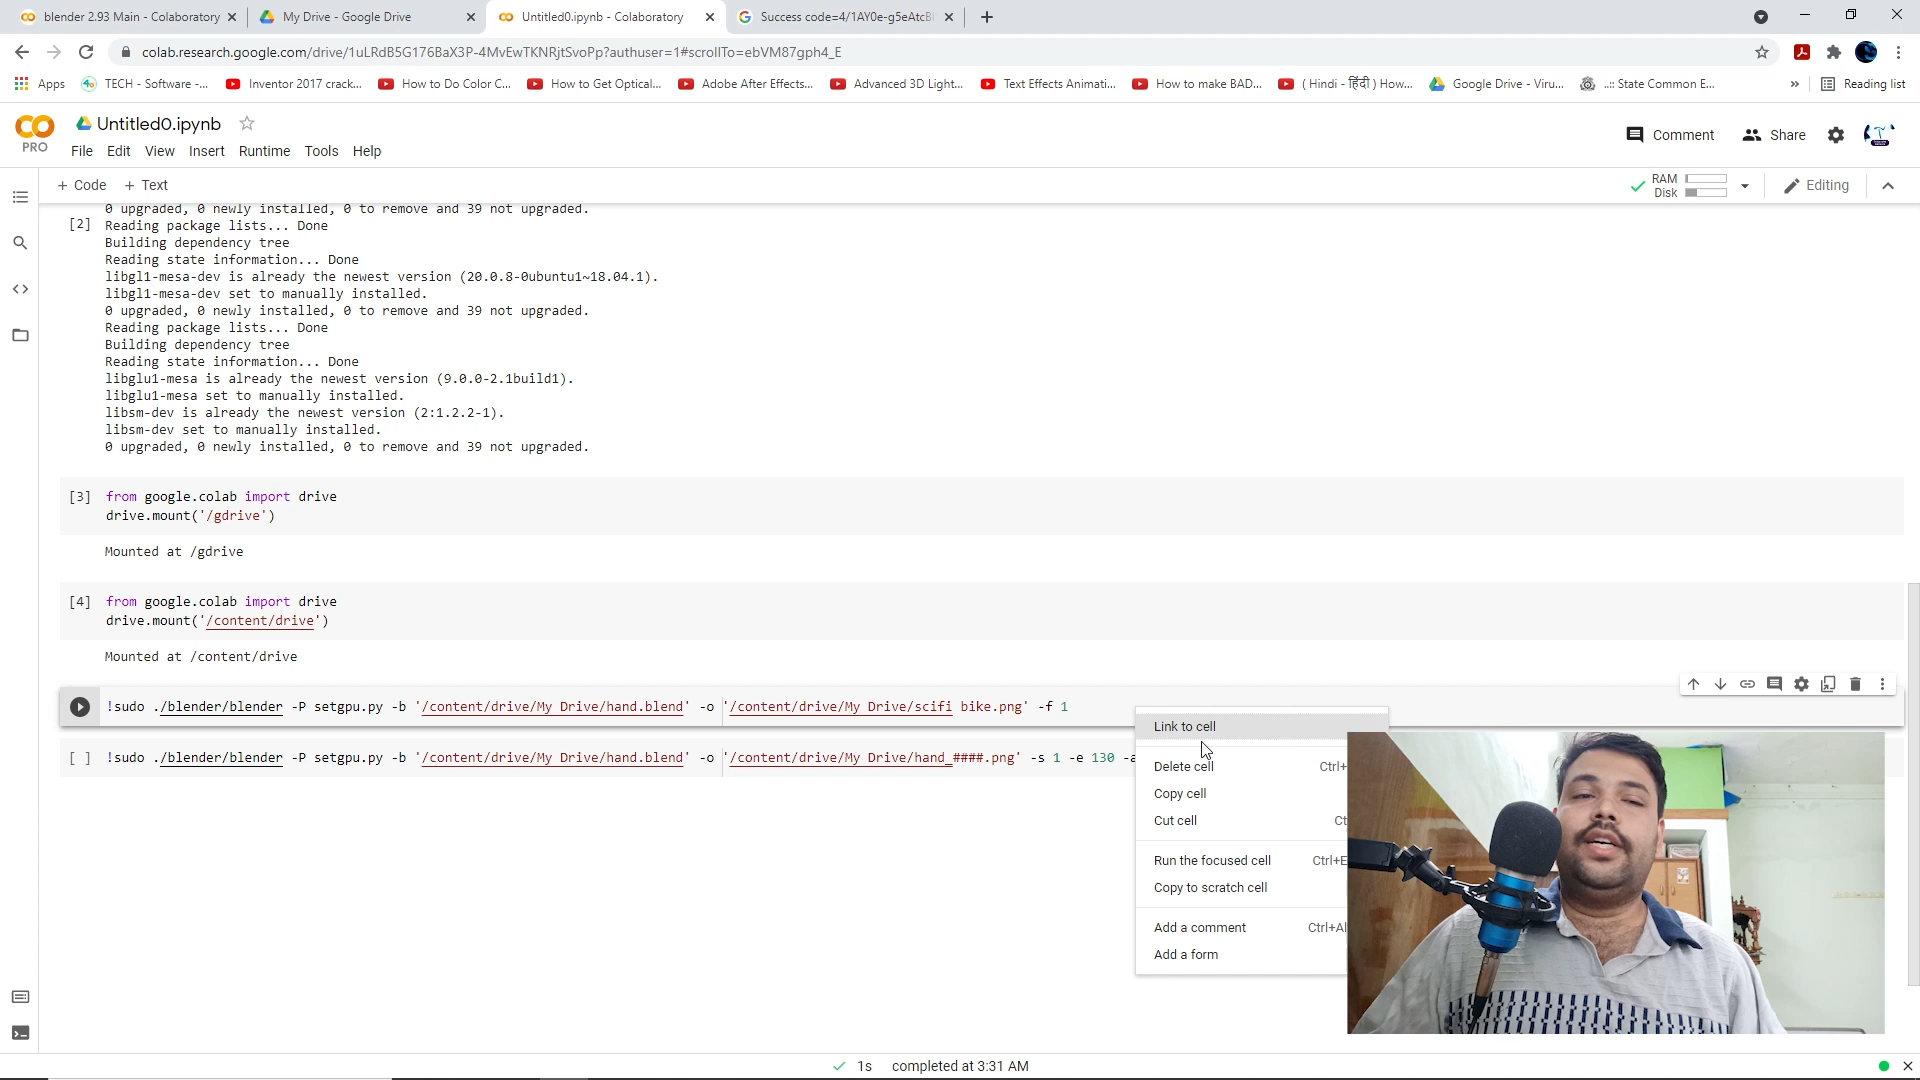 blender 2.93 Main - Colaboratory
My Drive - Google Drive
Untitled0.ipynb - Colaboratory
Success code=4/1AY0e-g5eAtcB
colab.research.google.com/drive/1uLRdB5G176BaX3P-4MvEwTKNRjtSvoPp?authuser=1#scrollTo=ebVM87gph4_E
Apps
TECH - Software -...
Inventor 2017 crack...
How to Do Color C...
How to Get Optical...
Adobe After Effects...
Advanced 3D Light...
Text Effects Animati...
How to make BAD...
( Hindi - हिंदी ) How...
Google Drive - Viru...
..:: State Common E...
»
Reading list
CO
PRO
Untitled0.ipynb
File Edit View Insert Runtime Tools Help
Comment
Share
+ Code + Text
RAM
Disk
Editing
0 upgraded, 0 newly installed, 0 to remove and 39 not upgraded.
[2] Reading package lists... Done
Building dependency tree
Reading state information... Done
libgl1-mesa-dev is already the newest version (20.0.8-0ubuntu1~18.04.1).
libgl1-mesa-dev set to manually installed.
0 upgraded, 0 newly installed, 0 to remove and 39 not upgraded.
Reading package lists... Done
Building dependency tree
Reading state information... Done
libglu1-mesa is already the newest version (9.0.0-2.1build1).
libglu1-mesa set to manually installed.
libsm-dev is already the newest version (2:1.2.2-1).
libsm-dev set to manually installed.
0 upgraded, 0 newly installed, 0 to remove and 39 not upgraded.
[3] from google.colab import drive
drive.mount('/gdrive')
Mounted at /gdrive
[4] from google.colab import drive
drive.mount('/content/drive')
Mounted at /content/drive
!sudo ./blender/blender -P setgpu.py -b '/content/drive/My Drive/hand.blend' -o '/content/drive/My Drive/scifi bike.png' -f 1
[ ] !sudo ./blender/blender -P setgpu.py -b '/content/drive/My Drive/hand.blend' -o '/content/drive/My Drive/hand_####.png' -s 1 -e 130 -a
Link to cell
Delete cell Ctrl+
Copy cell
Cut cell Ct
Run the focused cell Ctrl+E
Copy to scratch cell
Add a comment Ctrl+Al
Add a form
1s completed at 3:31 AM